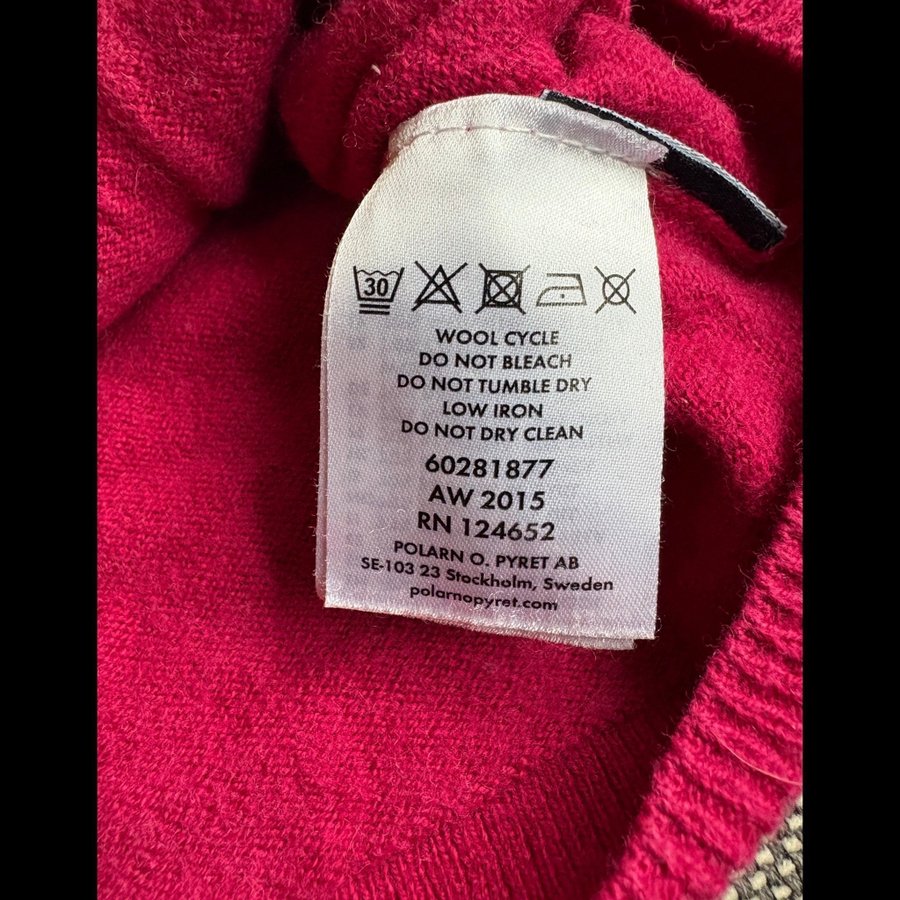 30
WOOL CYCLE
DO NOT BLEACH
DO NOT TUMBLE DRY
LOW IRON
DO NOT DRY CLEAN
60281877
AW 2015
RN 124652
POLARN O. PYRET AB
SE-103 23 Stockholm, Sweden
polarnopyret.com